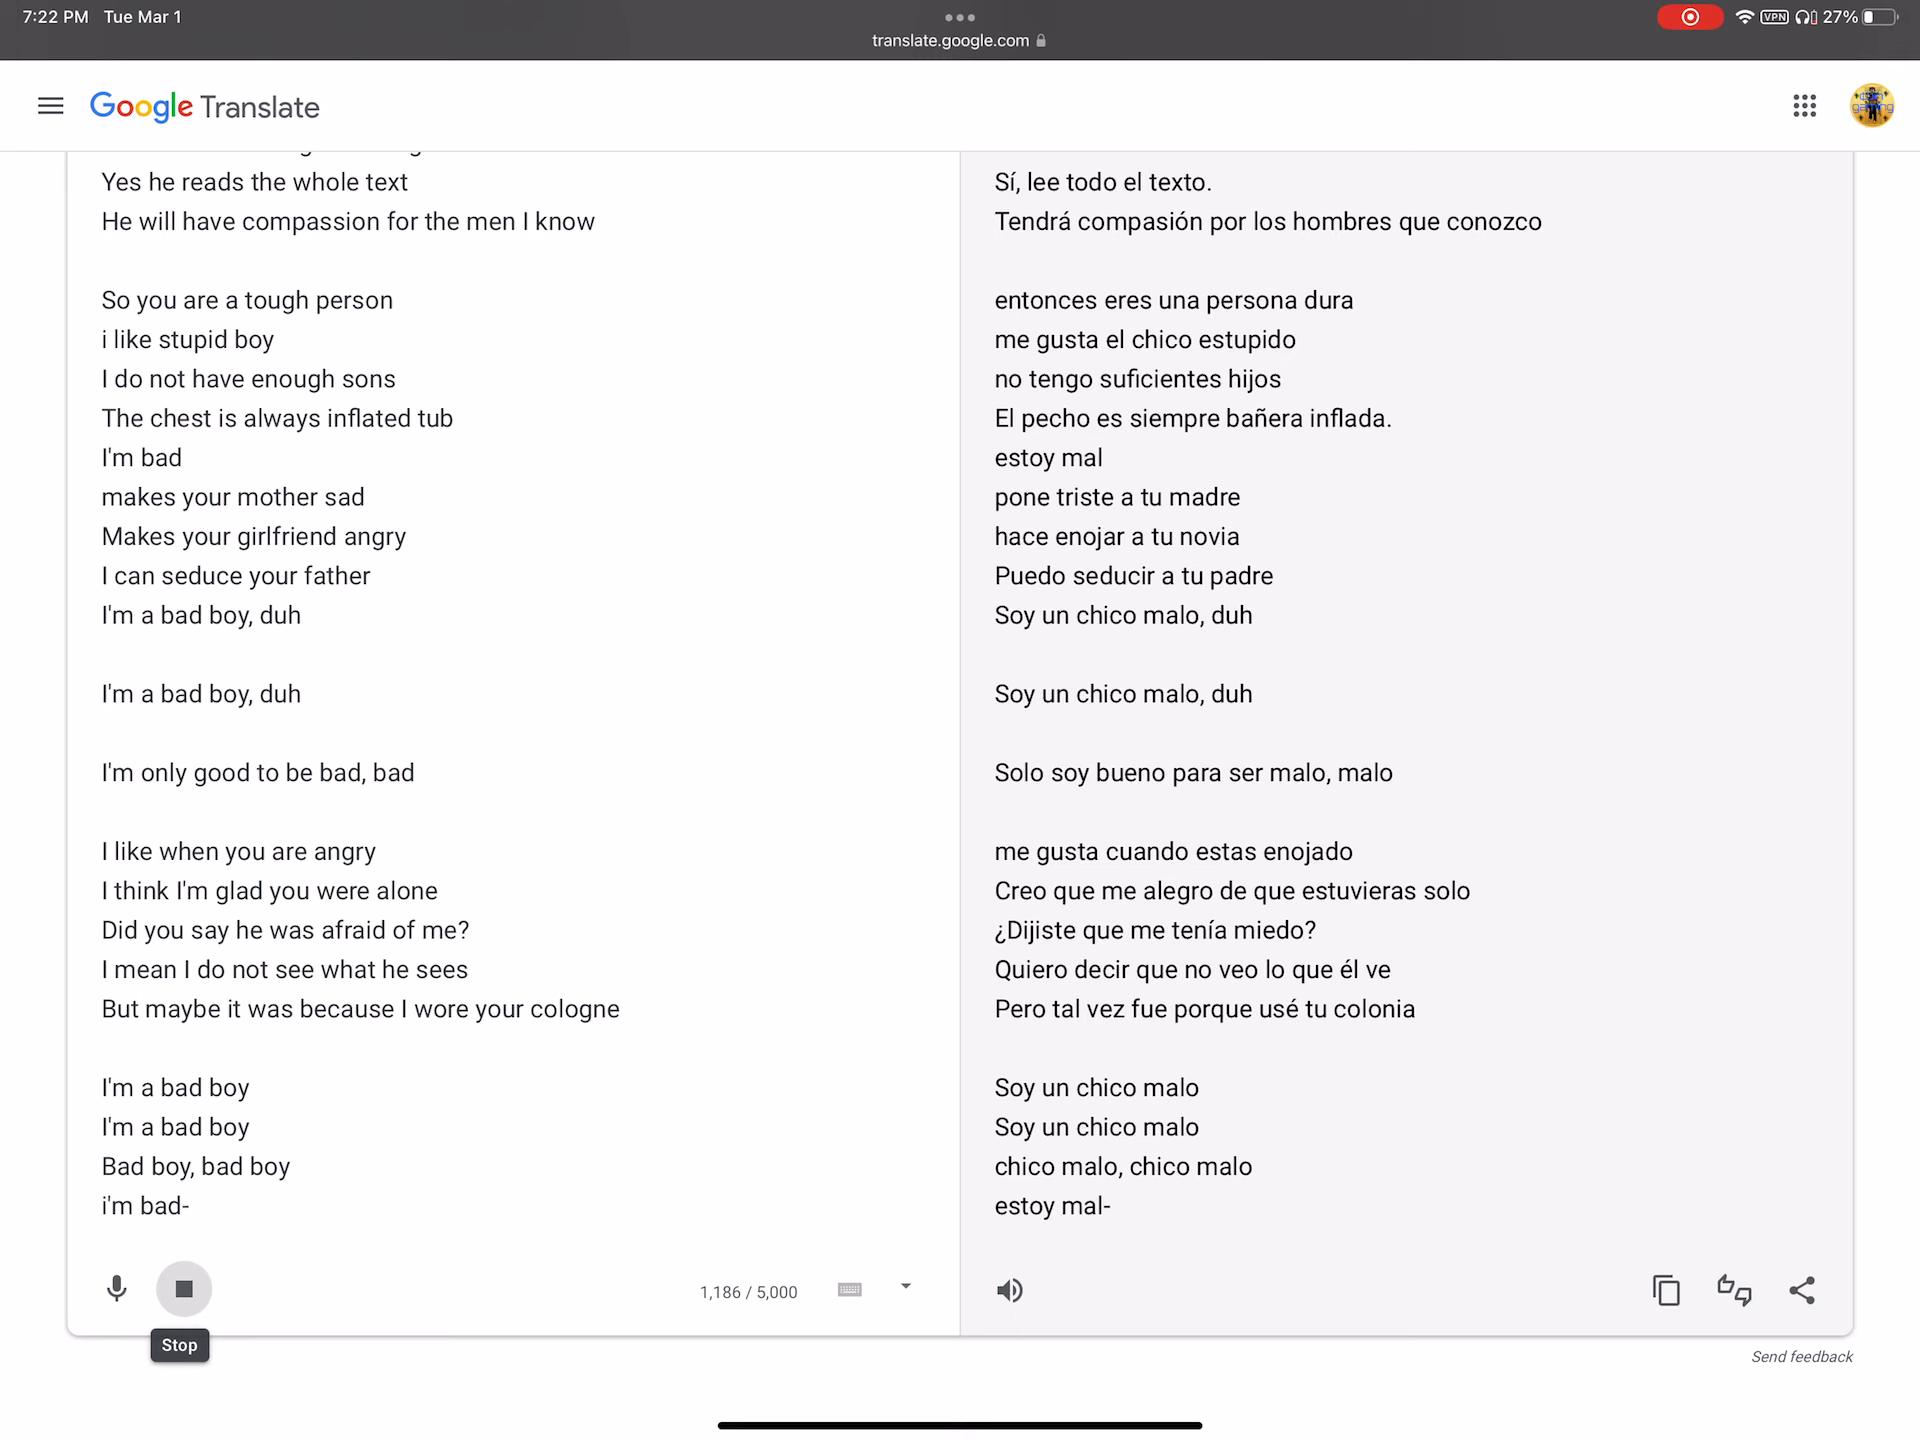 7:22 PM Tue Mar 1
translate.google.com
VPN 27%
Google Translate
Yes he reads the whole text
He will have compassion for the men I know
So you are a tough person
i like stupid boy
I do not have enough sons
The chest is always inflated tub
I'm bad
makes your mother sad
Makes your girlfriend angry
I can seduce your father
I'm a bad boy, duh
I'm a bad boy, duh
I'm only good to be bad, bad
I like when you are angry
I think I'm glad you were alone
Did you say he was afraid of me?
I mean I do not see what he sees
But maybe it was because I wore your cologne
I'm a bad boy
I'm a bad boy
Bad boy, bad boy
i'm bad-
1,186 / 5,000
Stop
Sí, lee todo el texto.
Tendrá compasión por los hombres que conozco
entonces eres una persona dura
me gusta el chico estupido
no tengo suficientes hijos
El pecho es siempre bañera inflada.
estoy mal
pone triste a tu madre
hace enojar a tu novia
Puedo seducir a tu padre
Soy un chico malo, duh
Soy un chico malo, duh
Solo soy bueno para ser malo, malo
me gusta cuando estas enojado
Creo que me alegro de que estuvieras solo
¿Dijiste que me tenía miedo?
Quiero decir que no veo lo que él ve
Pero tal vez fue porque usé tu colonia
Soy un chico malo
Soy un chico malo
chico malo, chico malo
estoy mal-
Send feedback